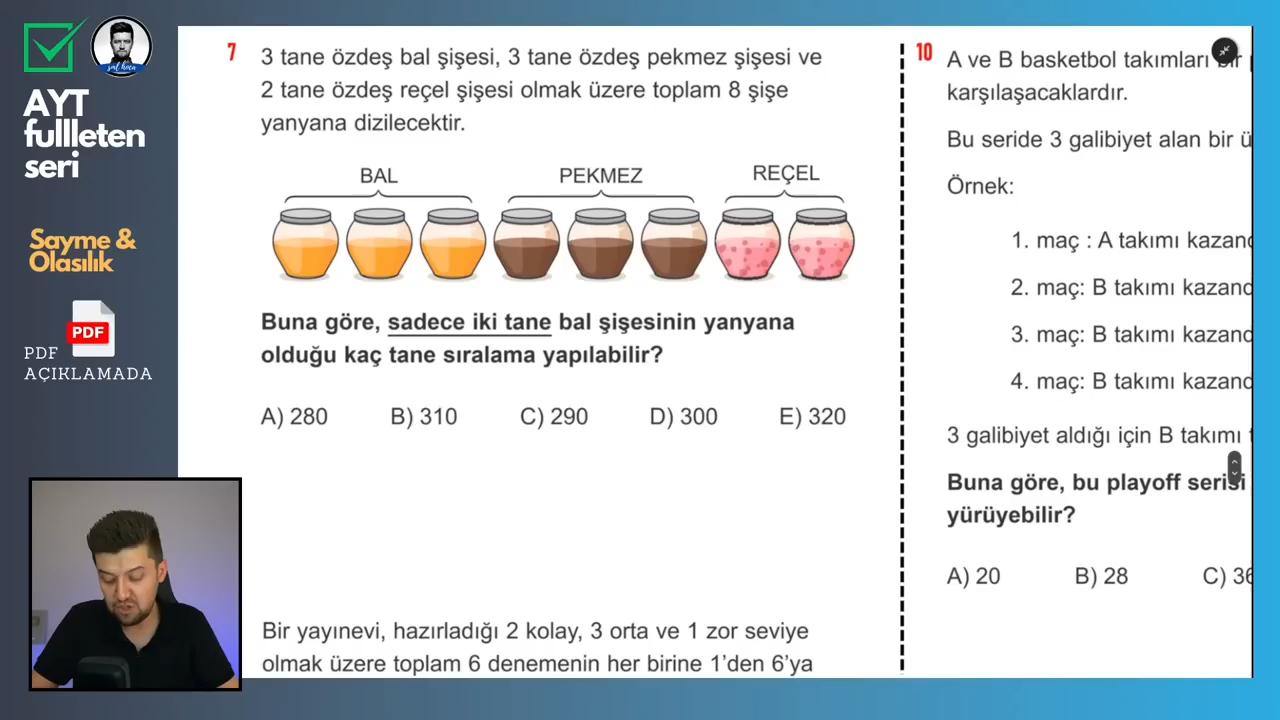 AYT
fullleten
seri
Sayme &
Olasılık
PDF
PDF
AÇIKLAMADA
7
3 tane özdeş bal şişesi, 3 tane özdeş pekmez şişesi ve
2 tane özdeş reçel şişesi olmak üzere toplam 8 şişe
yanyana dizilecektir.
BAL PEKMEZ REÇEL
Buna göre, sadece iki tane bal şişesinin yanyana
olduğu kaç tane sıralama yapılabilir?
A) 280 B) 310 C) 290 D) 300 E) 320
Bir yayınevi, hazırladığı 2 kolay, 3 orta ve 1 zor seviye
olmak üzere toplam 6 denemenin her birine 1'den 6'ya
10
A ve B basketbol takımları bir
karşılaşacaklardır.
Bu seride 3 galibiyet alan bir
Örnek:
1. maç : A takımı
2. maç: B takımı
3. maç: B takımı
4. maç: B takımı
3 galibiyet aldığı için B takımı
Buna göre, bu playoff serisi
yürüyebilir?
A) 20 B) 28 C)